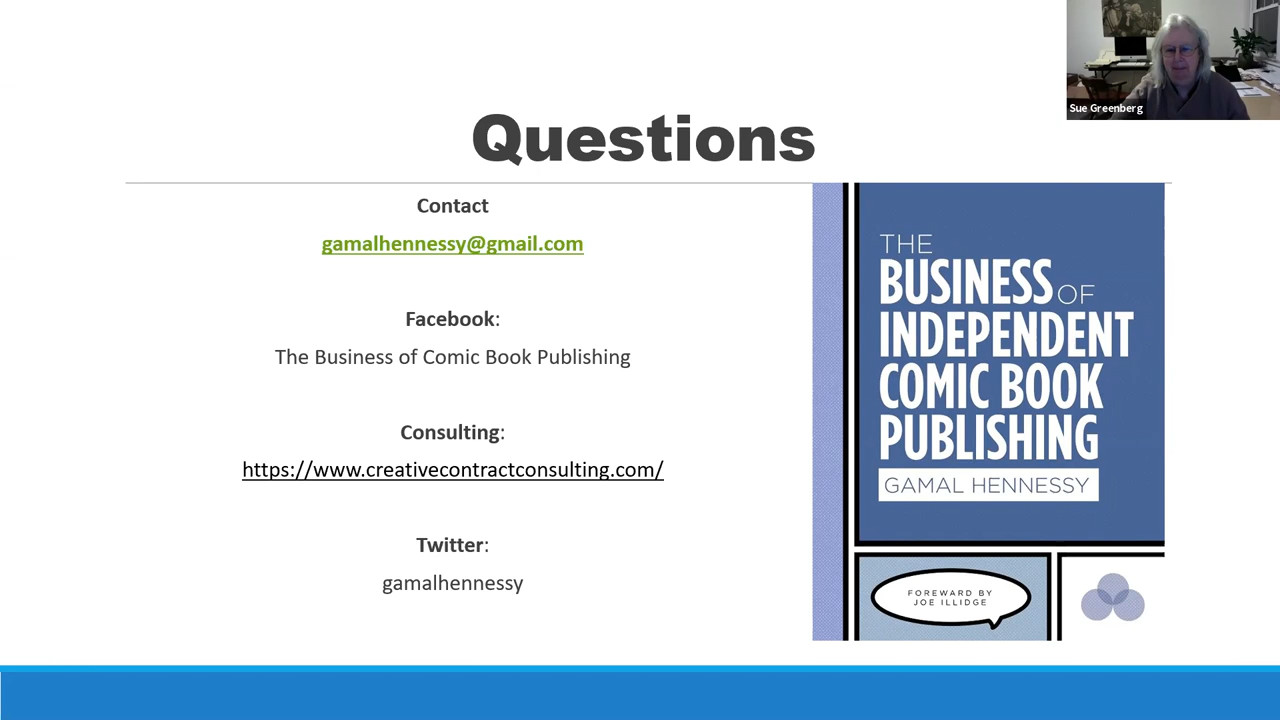 Sue Greenberg
Questions
Contact
gamalhennessy@gmail.com
Facebook:
The Business of Comic Book Publishing
Consulting:
https://www.creativecontractconsulting.com/
Twitter:
gamalhennessy
THE
BUSINESS OF
INDEPENDENT
COMIC BOOK
PUBLISHING
GAMAL HENNESSY
FOREWARD BY
JOE ILLIDGE